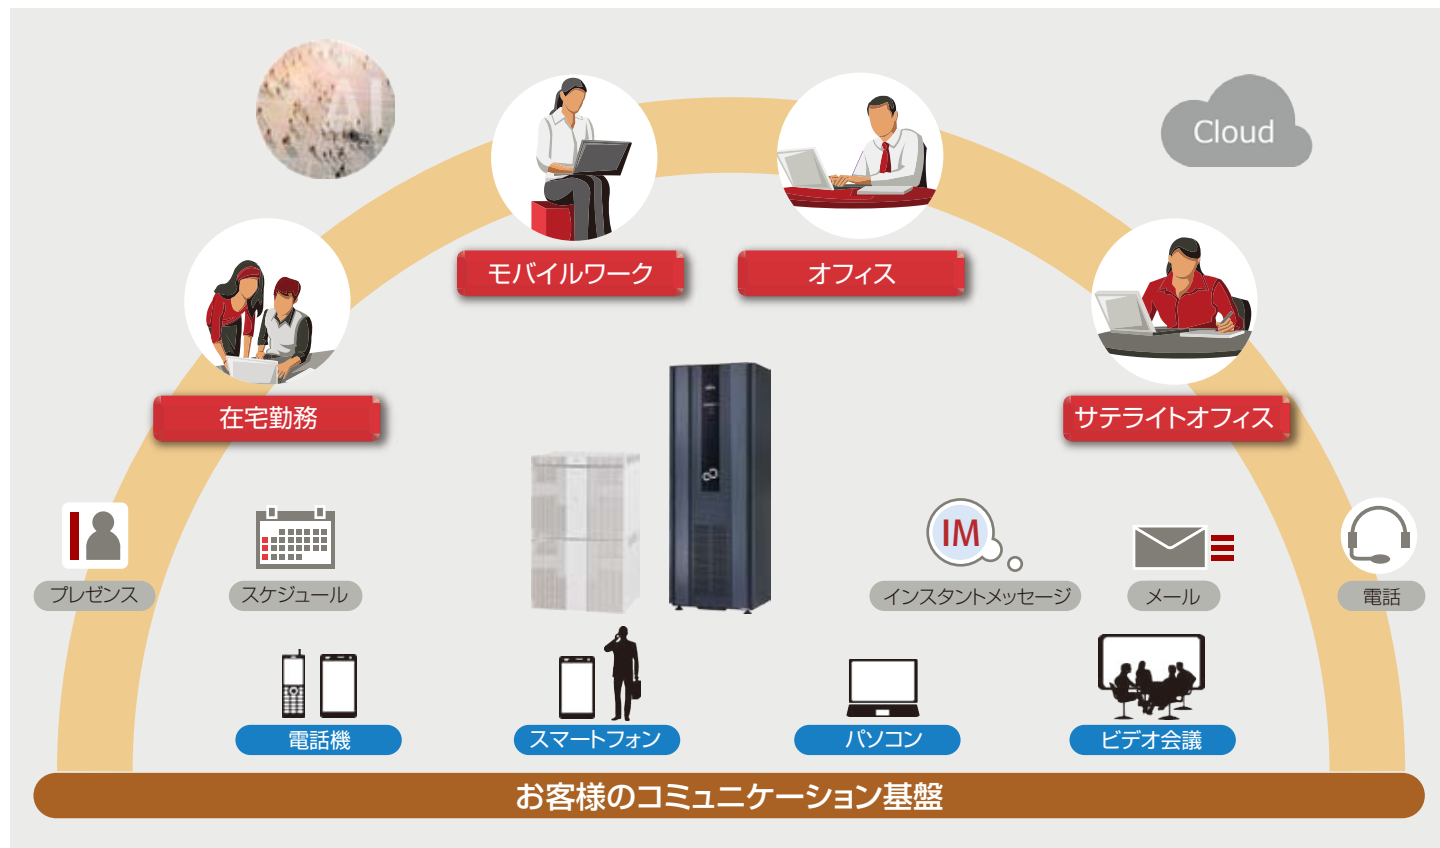 AI
Cloud
モバイルワーク
オフィス
在宅勤務
サテライトオフィス
IM
プレゼンス
スケジュール
インスタントメッセージ
メール
電話
電話機
スマートフォン
パソコン
ビデオ会議
お客様のコミュニケーション基盤